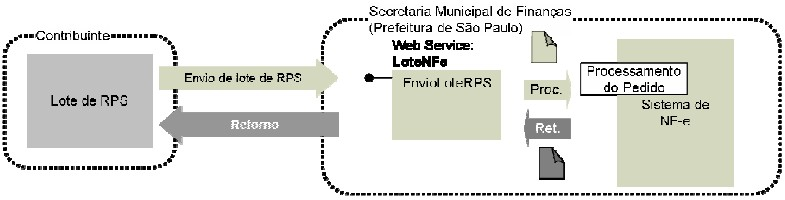 Secretaria Municipal de Finanças
(Prefeitura de São Paulo)
Contribuinte
Web Service:
LoteNFe
Envio de lote de RPS
EnvioLoteRPS
Lote de RPS
Proc.
Processamento
do Pedido
Sistema de
NF-e
Retorno
Ret.